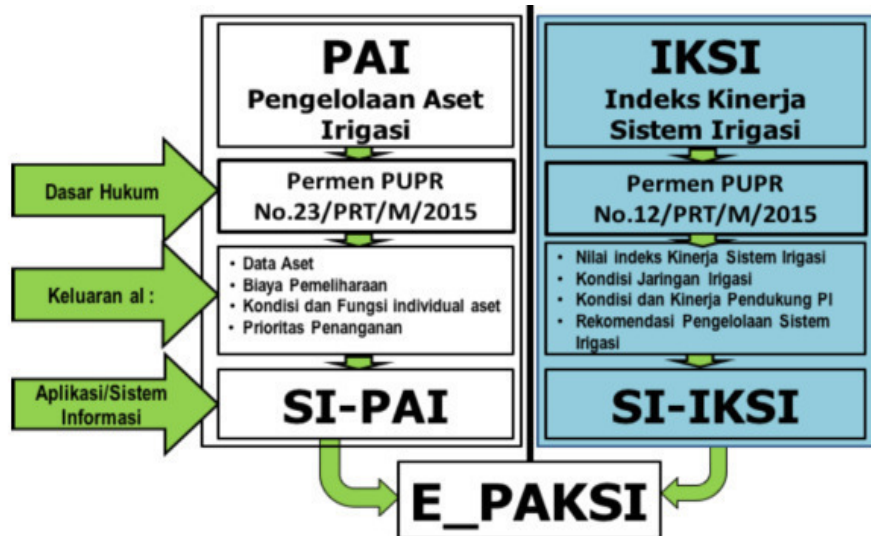 PAI
Pengelolaan Aset
Irigasi
IKSI
Indeks Kinerja
Sistem Irigasi
Dasar Hukum
Permen PUPR
No.23/PRT/M/2015
Permen PUPR
No.12/PRT/M/2015
Keluaran al :
• Data Aset
• Biaya Pemeliharaan
• Kondisi dan Fungsi individual aset
• Prioritas Penanganan
• Nilai indeks Kinerja Sistem Irigasi
• Kondisi Jaringan Irigasi
• Kondisi dan Kinerja Pendukung PI
• Rekomendasi Pengelolaan Sistem
Irigasi
Aplikasi/Sistem
Informasi
SI-PAI
SI-IKSI
E_PAKSI